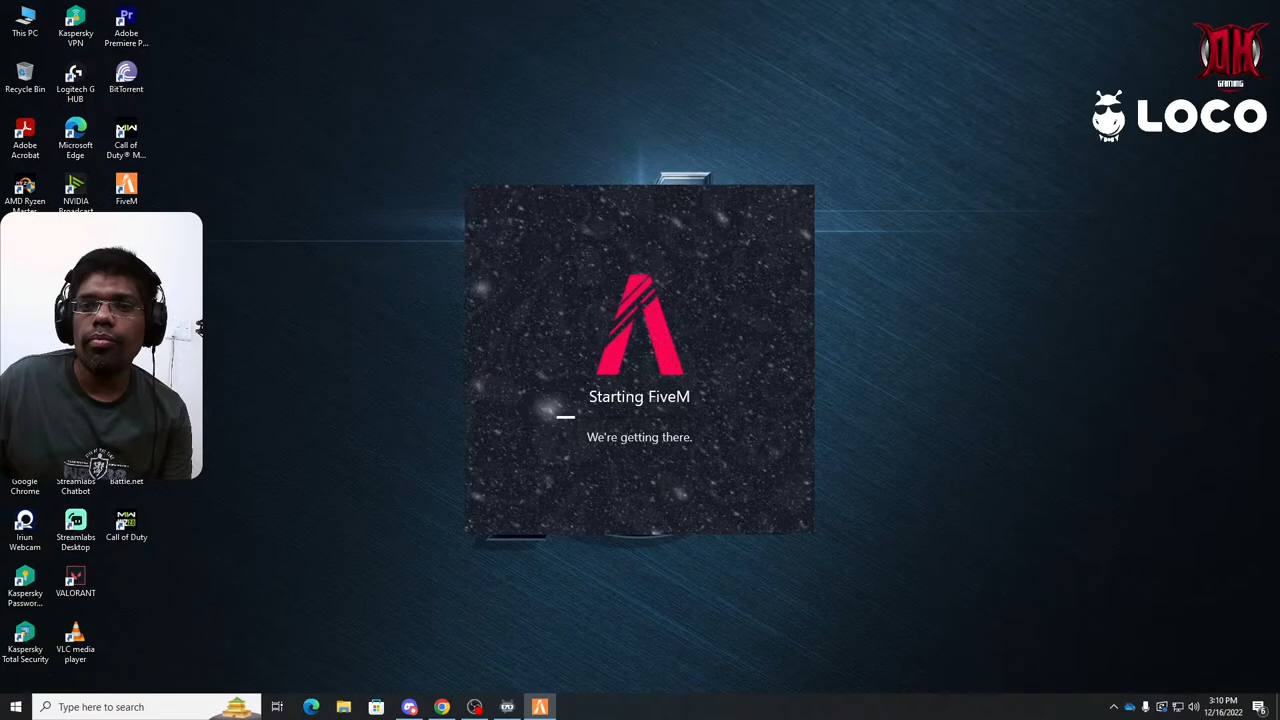 This PC
Kaspersky
VPN
Adobe
Premiere P...
Recycle Bin
Logitech G
HUB
BitTorrent
Adobe
Acrobat
Microsoft
Edge
Call of
Duty® M...
AMD Ryzen
Master
NVIDIA
Broadcast
FiveM
GAMING
LOCO
Starting FiveM
We're getting there.
Google
Chrome
Streamlabs
Chatbot
Battle.net
Iriun
Webcam
Streamlabs
Desktop
Call of Duty
Kaspersky
Passwor...
VALORANT
Kaspersky
Total Security
VLC media
player
Type here to search
3:10 PM
12/16/2022